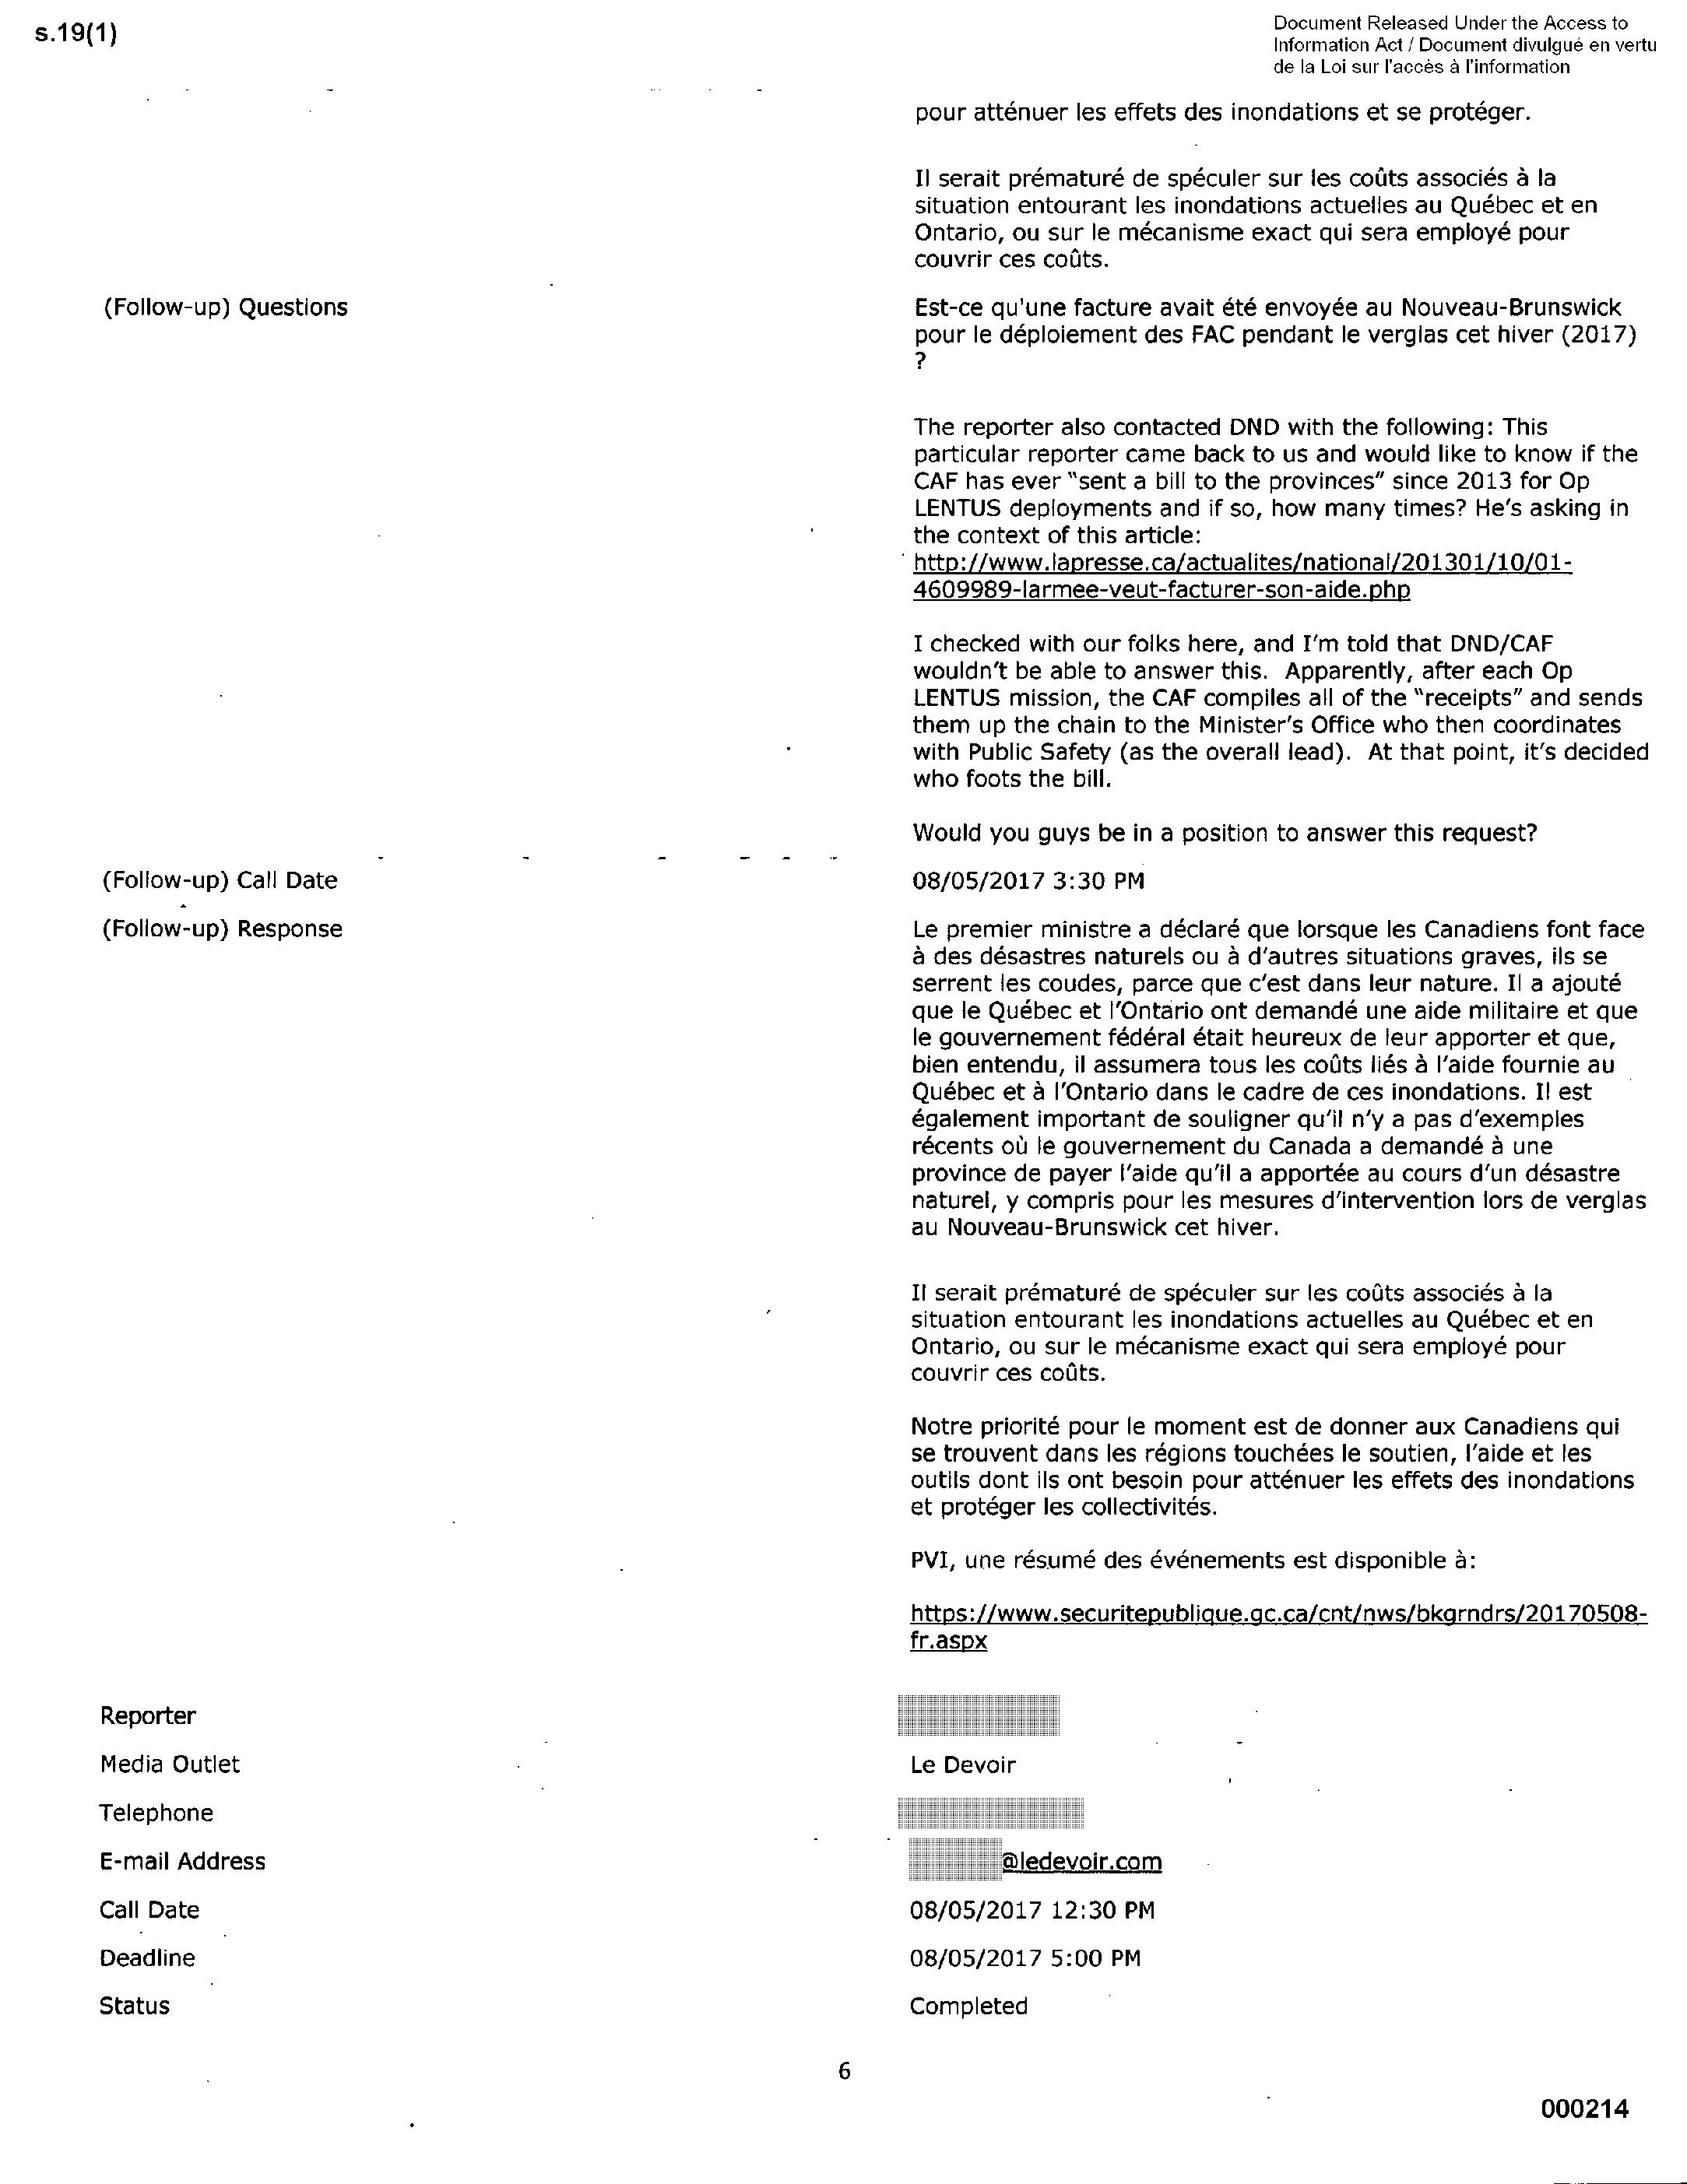 s.19(1)
Document Released Under the Access to
Information Act / Document divulgué en vertu
de la Loi sur l'accès à l'information
pour atténuer les effets des inondations et se protéger.
Il serait prématuré de spéculer sur les coûts associés à la
situation entourant les inondations actuelles au Québec et en
Ontario, ou sur le mécanisme exact qui sera employé pour
couvrir ces coûts.
(Follow-up) Questions
Est-ce qu'une facture avait été envoyée au Nouveau-Brunswick
pour le déploiement des FAC pendant le verglas cet hiver (2017)
?
The reporter also contacted DND with the following: This
particular reporter came back to us and would like to know if the
CAF has ever "sent a bill to the provinces" since 2013 for Op
LENTUS deployments and if so, how many times? He's asking in
the context of this article:
http://www.lapresse.ca/actualites/national/201301/10/01-
4609989-larmee-veut-facturer-son-aide.php
I checked with our folks here, and I'm told that DND/CAF
wouldn't be able to answer this.  Apparently, after each Op
LENTUS mission, the CAF compiles all of the "receipts" and sends
them up the chain to the Minister's Office who then coordinates
with Public Safety (as the overall lead).  At that point, it's decided
who foots the bill.
Would you guys be in a position to answer this request?
(Follow-up) Call Date
08/05/2017 3:30 PM
(Follow-up) Response
Le premier ministre a déclaré que lorsque les Canadiens font face
à des désastres naturels ou à d'autres situations graves, ils se
serrent les coudes, parce que c'est dans leur nature. Il a ajouté
que le Québec et l'Ontario ont demandé une aide militaire et que
le gouvernement fédéral était heureux de leur apporter et que,
bien entendu, il assumera tous les coûts liés à l'aide fournie au
Québec et à l'Ontario dans le cadre de ces inondations. Il est
également important de souligner qu'il n'y a pas d'exemples
récents où le gouvernement du Canada a demandé à une
province de payer l'aide qu'il a apportée au cours d'un désastre
naturel, y compris pour les mesures d'intervention lors de verglas
au Nouveau-Brunswick cet hiver.
Il serait prématuré de spéculer sur les coûts associés à la
situation entourant les inondations actuelles au Québec et en
Ontario, ou sur le mécanisme exact qui sera employé pour
couvrir ces coûts.
Notre priorité pour le moment est de donner aux Canadiens qui
se trouvent dans les régions touchées le soutien, l'aide et les
outils dont ils ont besoin pour atténuer les effets des inondations
et protéger les collectivités.
PVI, une résumé des événements est disponible à:
https://www.securitepublique.gc.ca/cnt/nws/bkgrndrs/20170508-
fr.aspx
Reporter
Media Outlet
Le Devoir
Telephone
E-mail Address
@ledevoir.com
Call Date
08/05/2017 12:30 PM
Deadline
08/05/2017 5:00 PM
Status
Completed
6
000214